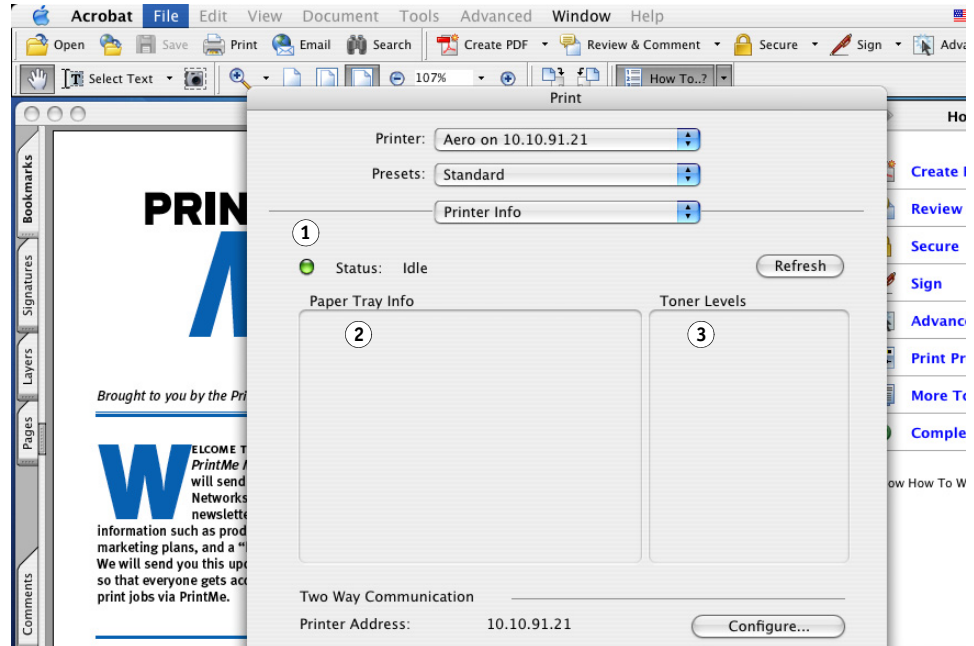 Acrobat File Edit View Document Tools Advanced Window Help
Open Save Print Email Search Create PDF Review & Comment Secure Sign
Select Text 107% How To..?
Print
Printer: Aero on 10.10.91.21
Presets: Standard
Printer Info
1
Status: Idle Refresh
Paper Tray Info Toner Levels
2 3
Two Way Communication
Printer Address: 10.10.91.21 Configure...
Bookmarks
Signatures
Layers
Pages
Comments
PRIN
Brought to you by the Pri
WELCOME T
PrintMe
will send
Networks
newslette
information such as prod
marketing plans, and a “
We will send you this upd
so that everyone gets acc
print jobs via PrintMe.
Ho
Create
Review
Secure
Sign
Advanc
Print Pr
More To
Comple
ow How To W